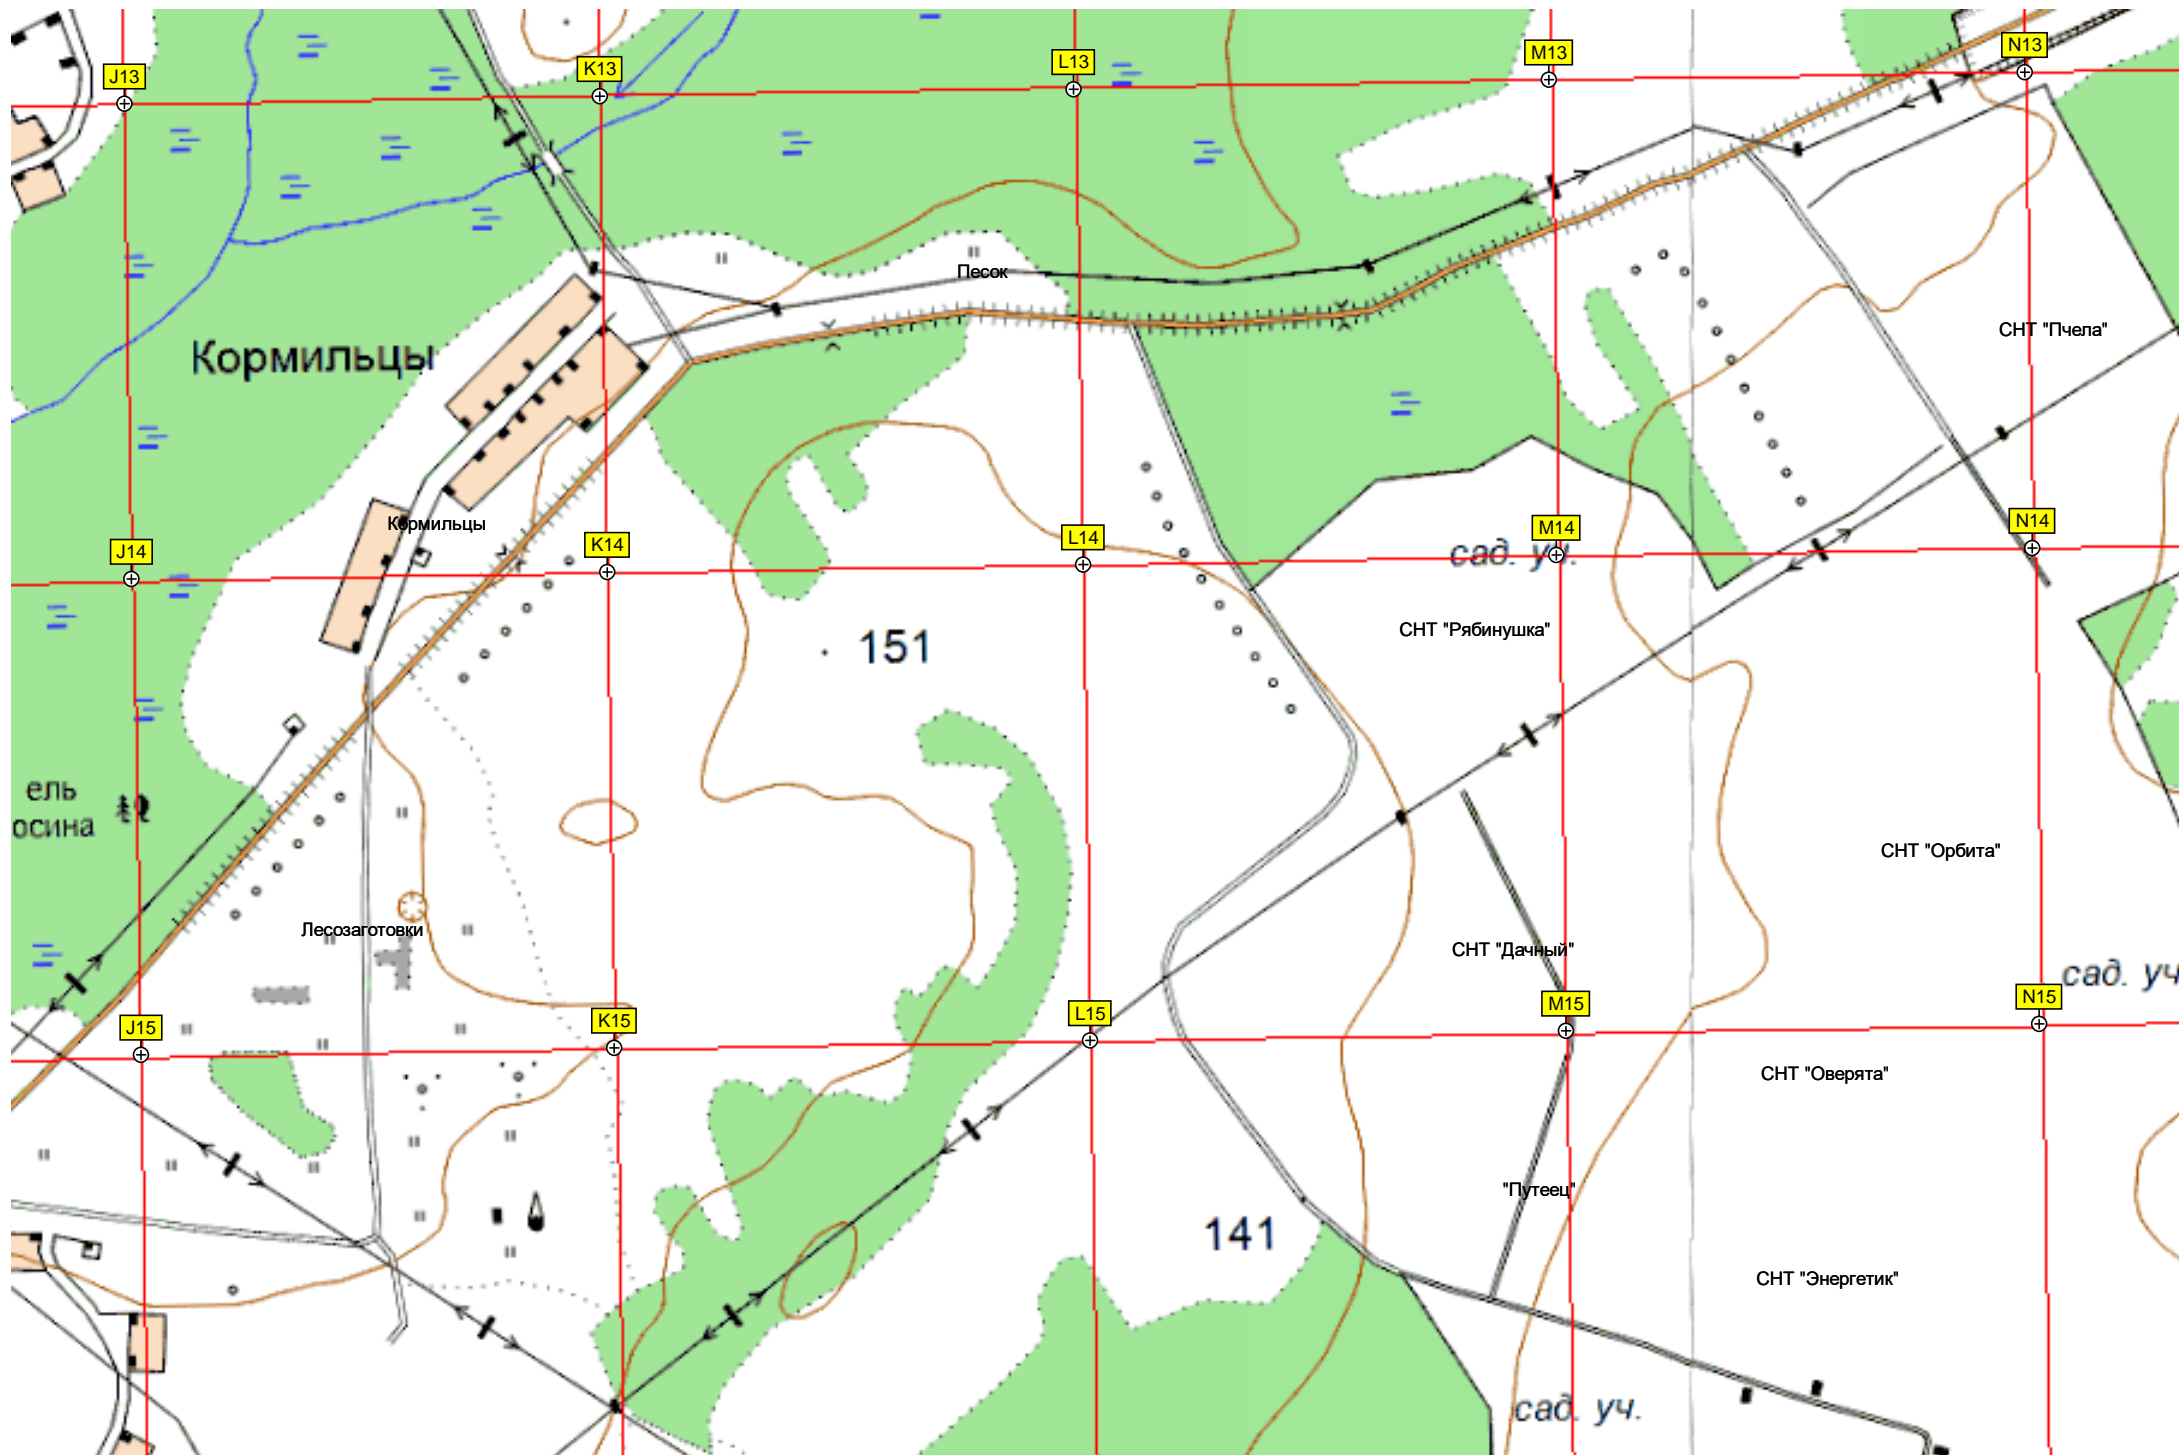 J13
K13
L13
M13
N13
Песок
СНТ "Пчела"
Кормильцы
Кормильцы
J14
K14
L14
M14
N14
сад. уч.
СНТ "Рябинушка"
151
ель
осина
СНТ "Орбита"
Лесозаготовки
СНТ "Дачный"
сад. уч
J15
K15
L15
M15
N15
СНТ "Оверята"
"Путеец"
141
СНТ "Энергетик"
сад. уч.